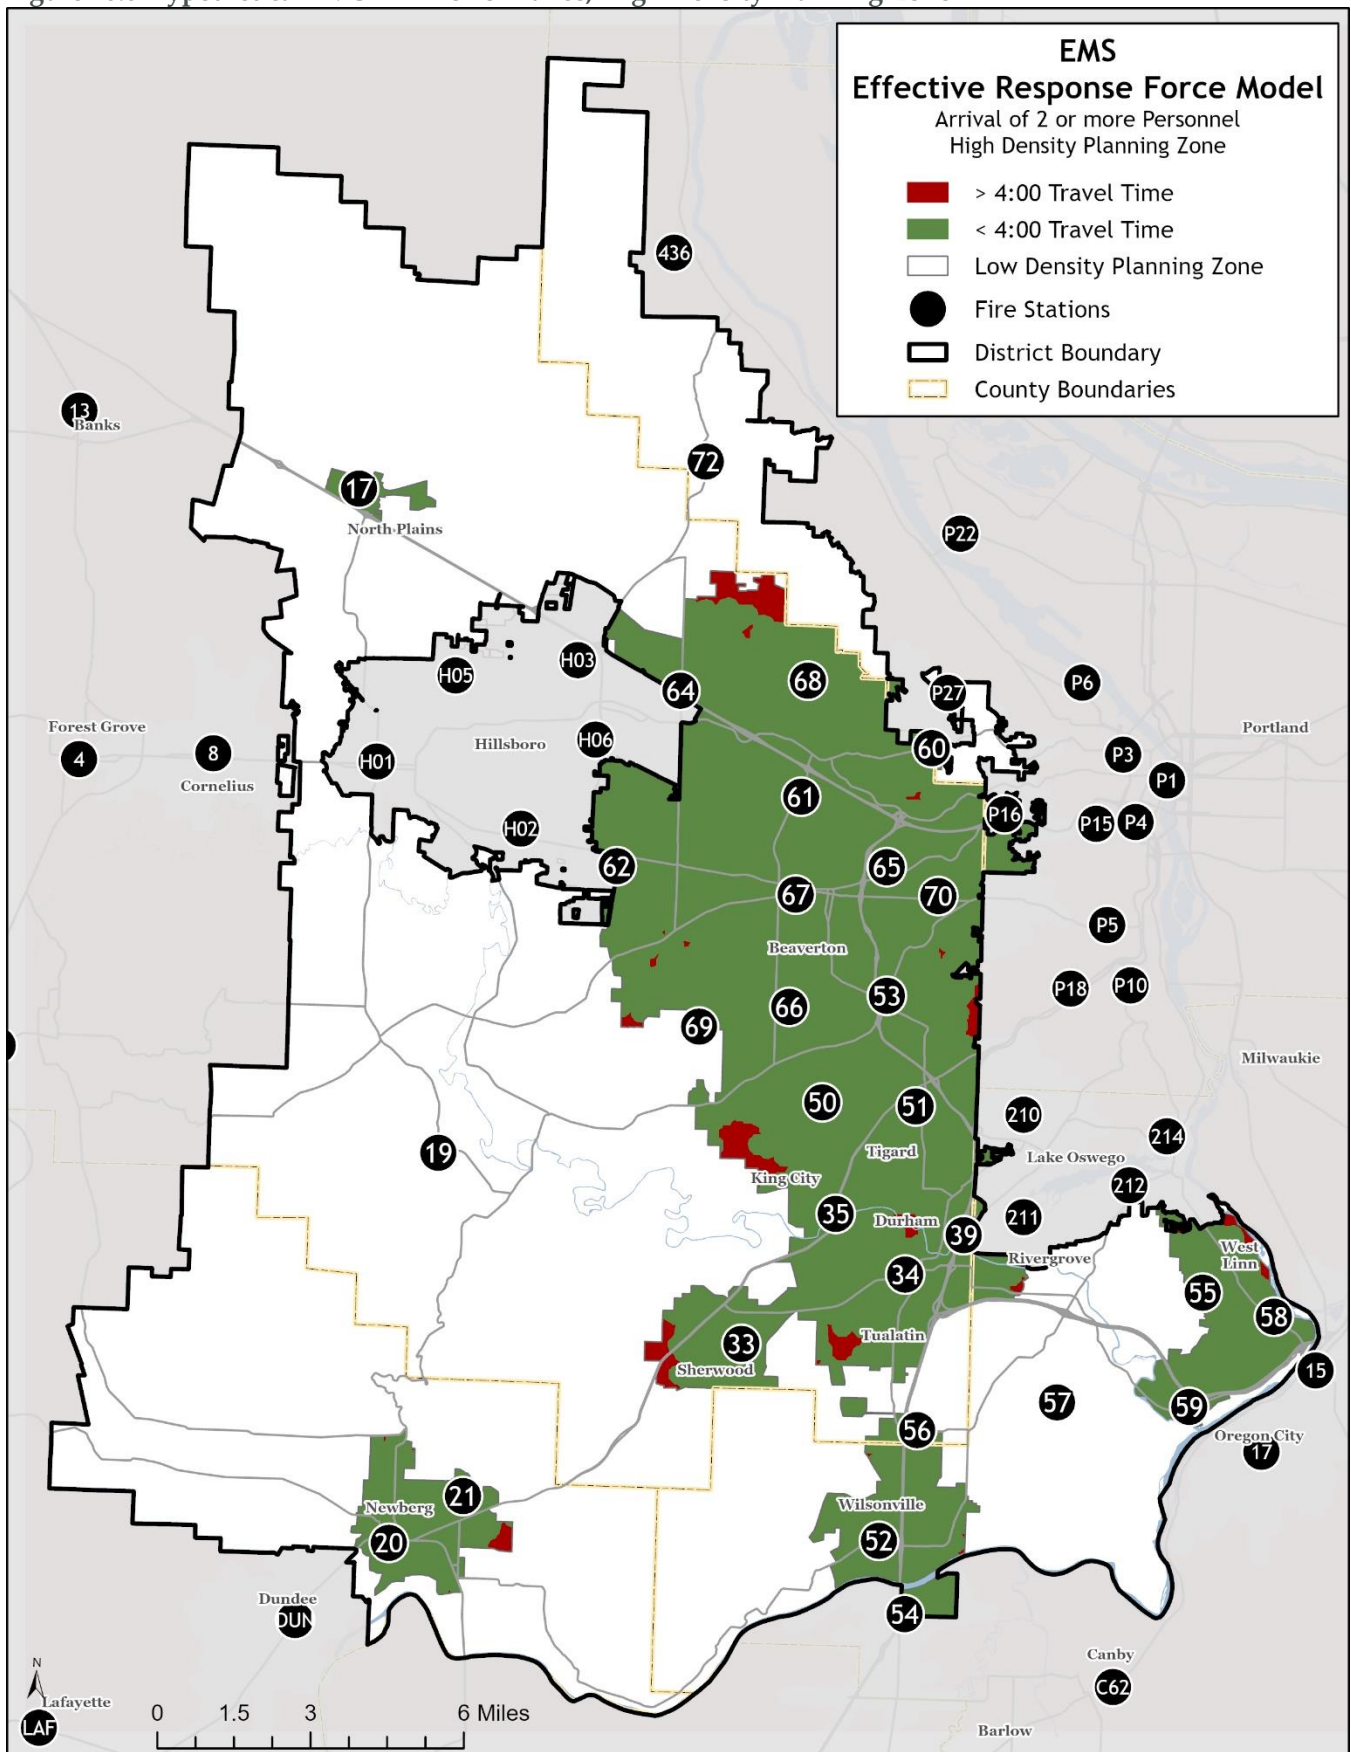 EMS
Effective Response Force Model
Arrival of 2 or more Personnel
High Density Planning Zone
> 4:00 Travel Time
< 4:00 Travel Time
Low Density Planning Zone
Fire Stations
District Boundary
County Boundaries
436
13
Banks
72
17
North Plains
P22
H03
H05
64
68
P27
P6
Forest Grove
4
8
Cornelius
H01
Hillsboro
H06
60
P3
Portland
P1
61
P16
P15
P4
H02
62
65
67
70
P5
Beaverton
66
53
P18
P10
69
Milwaukie
50
51
210
214
19
Tigard
Lake Oswego
King City
212
35
Durham
39
211
Rivergrove
West
Linn
34
55
58
33
Tualatin
Sherwood
15
57
59
56
Oregon City
17
21
Newberg
Wilsonville
20
52
Dundee
DUN
54
Canby
C62
N
Lafayette
LAF
0
1.5
3
6 Miles
Barlow